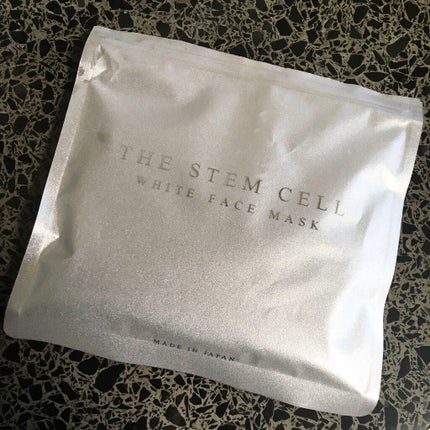 THE STEM CELL
WHITE FACE MASK
MADE IN JAPAN